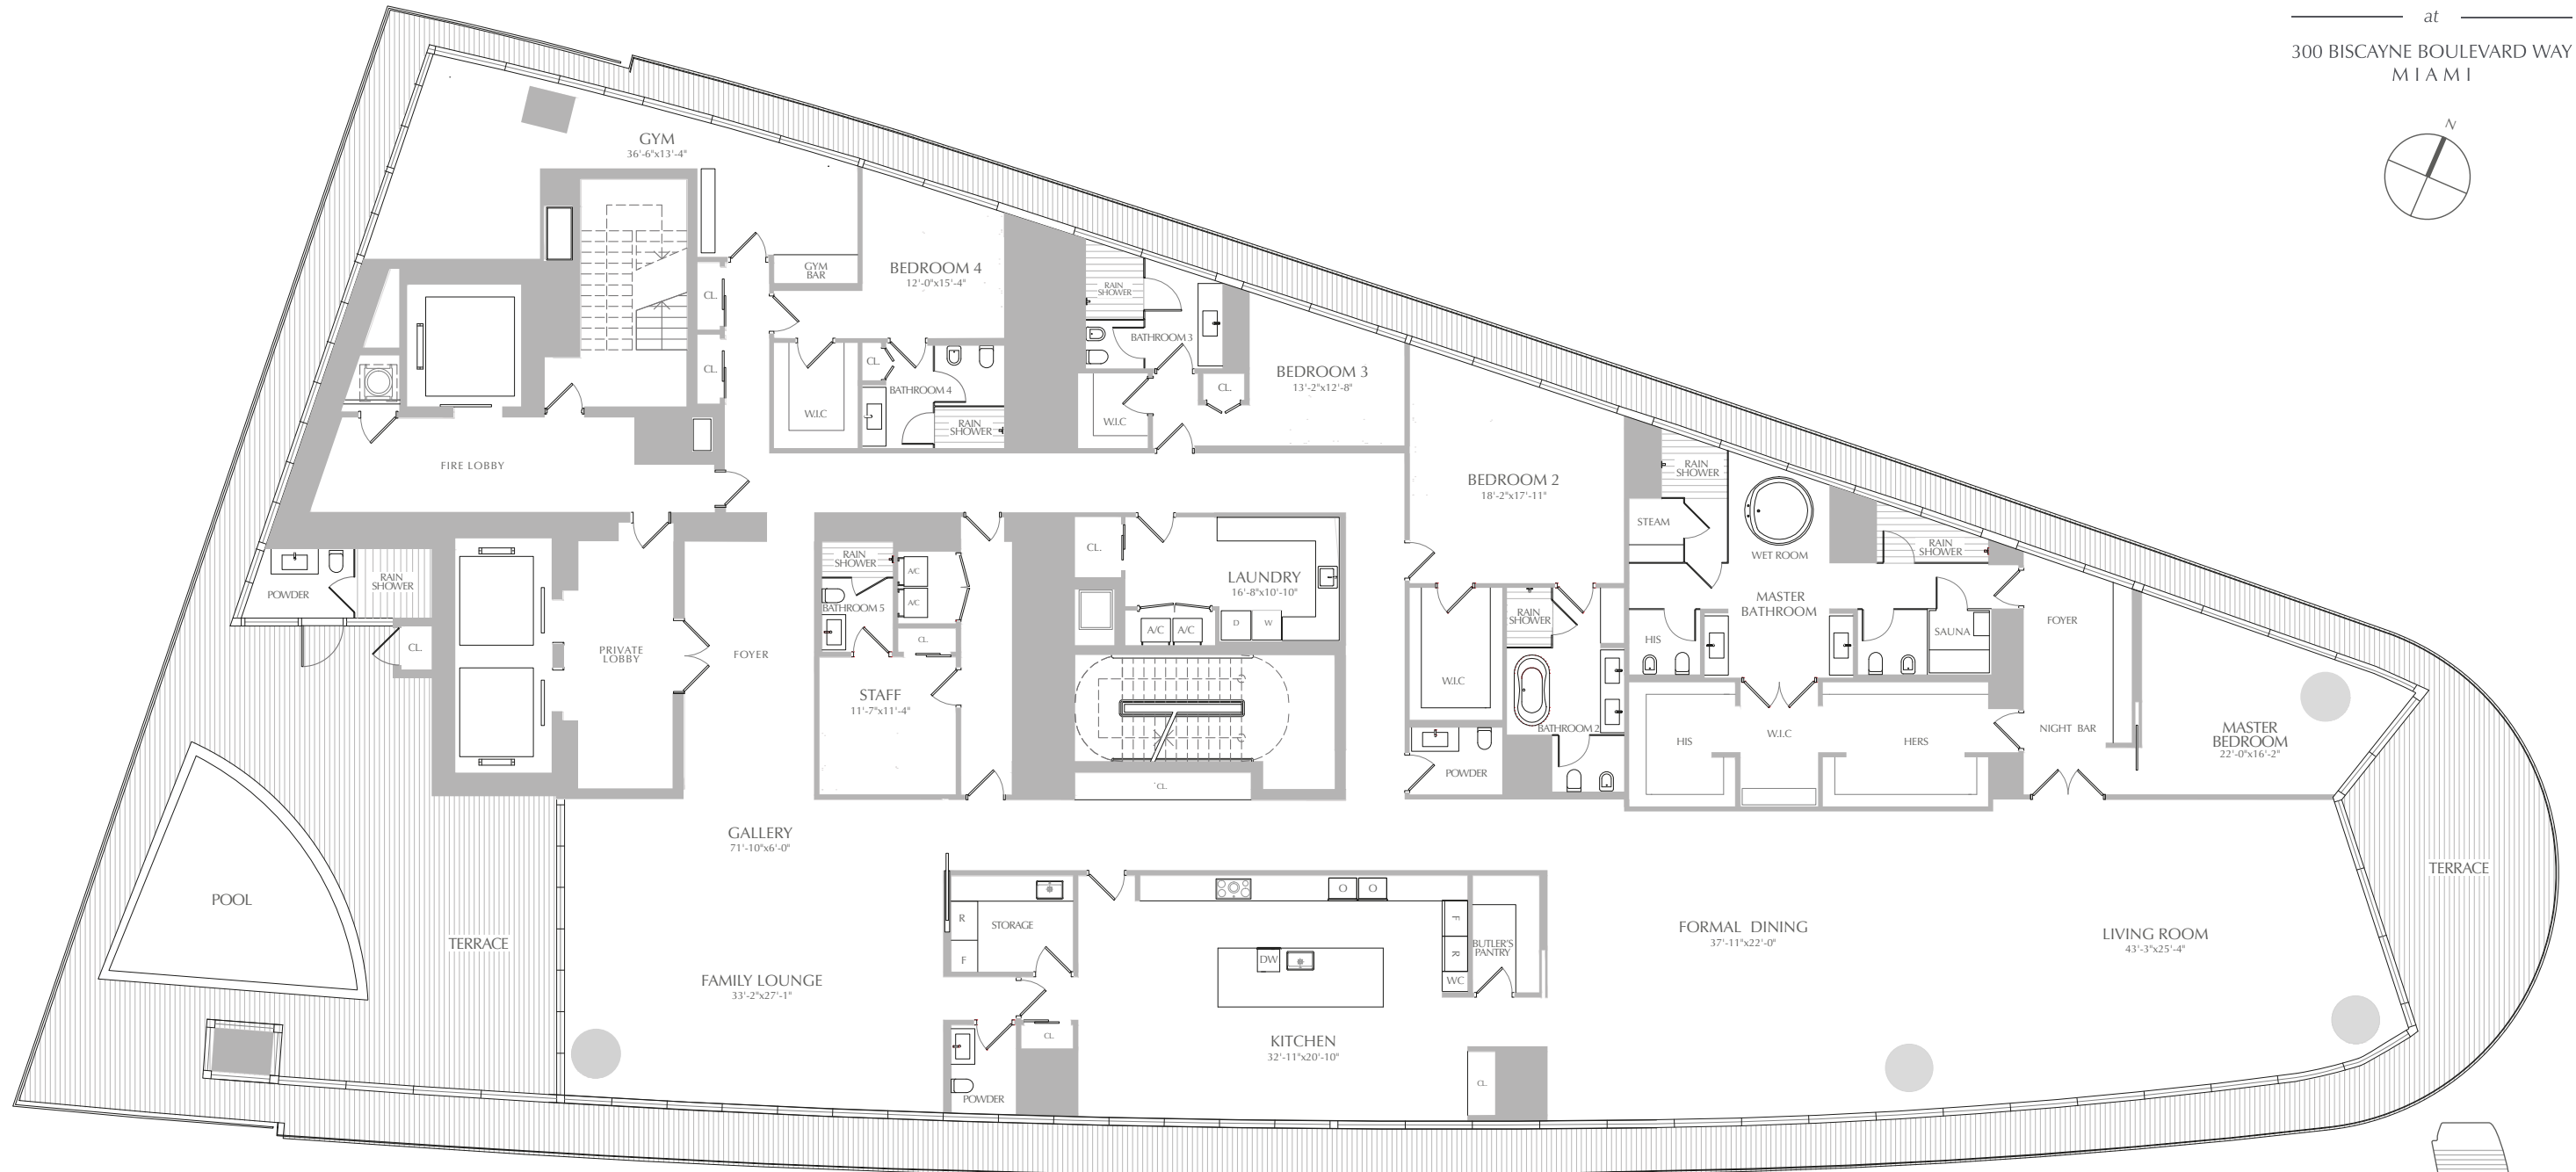 at
300 BISCAYNE BOULEVARD WAY
MIAMI
N
GYM
36'-6"x13'-4"
GYM
BAR
BEDROOM 4
12'-0"x15'-4"
CL.
CL.
W.I.C
CL.
BATHROOM 4
RAIN
SHOWER
RAIN
SHOWER
BATHROOM 3
W.I.C
CL.
BEDROOM 3
13'-2"x12'-8"
FIRE LOBBY
BEDROOM 2
18'-2"x17'-11"
RAIN
SHOWER
STEAM
WET ROOM
RAIN
SHOWER
POWDER
RAIN
SHOWER
CL.
PRIVATE
LOBBY
FOYER
RAIN
SHOWER
A/C
A/C
BATHROOM 5
CL.
STAFF
11'-7"x11'-4"
CL.
LAUNDRY
16'-8"x10'-10"
A/C
A/C
D
W
CL.
W.I.C
RAIN
SHOWER
BATHROOM 2
POWDER
MASTER
BATHROOM
HIS
SAUNA
FOYER
HIS
W.I.C
HERS
NIGHT BAR
MASTER
BEDROOM
22'-0"x16'-2"
GALLERY
71'-10"x6'-0"
POOL
TERRACE
FAMILY LOUNGE
33'-2"x27'-1"
R
F
STORAGE
CL.
POWDER
O
O
F
R
WC
DW
BUTLER'S
PANTRY
KITCHEN
32'-11"x20'-10"
CL.
FORMAL DINING
37'-11"x22'-0"
LIVING ROOM
43'-3"x25'-4"
TERRACE